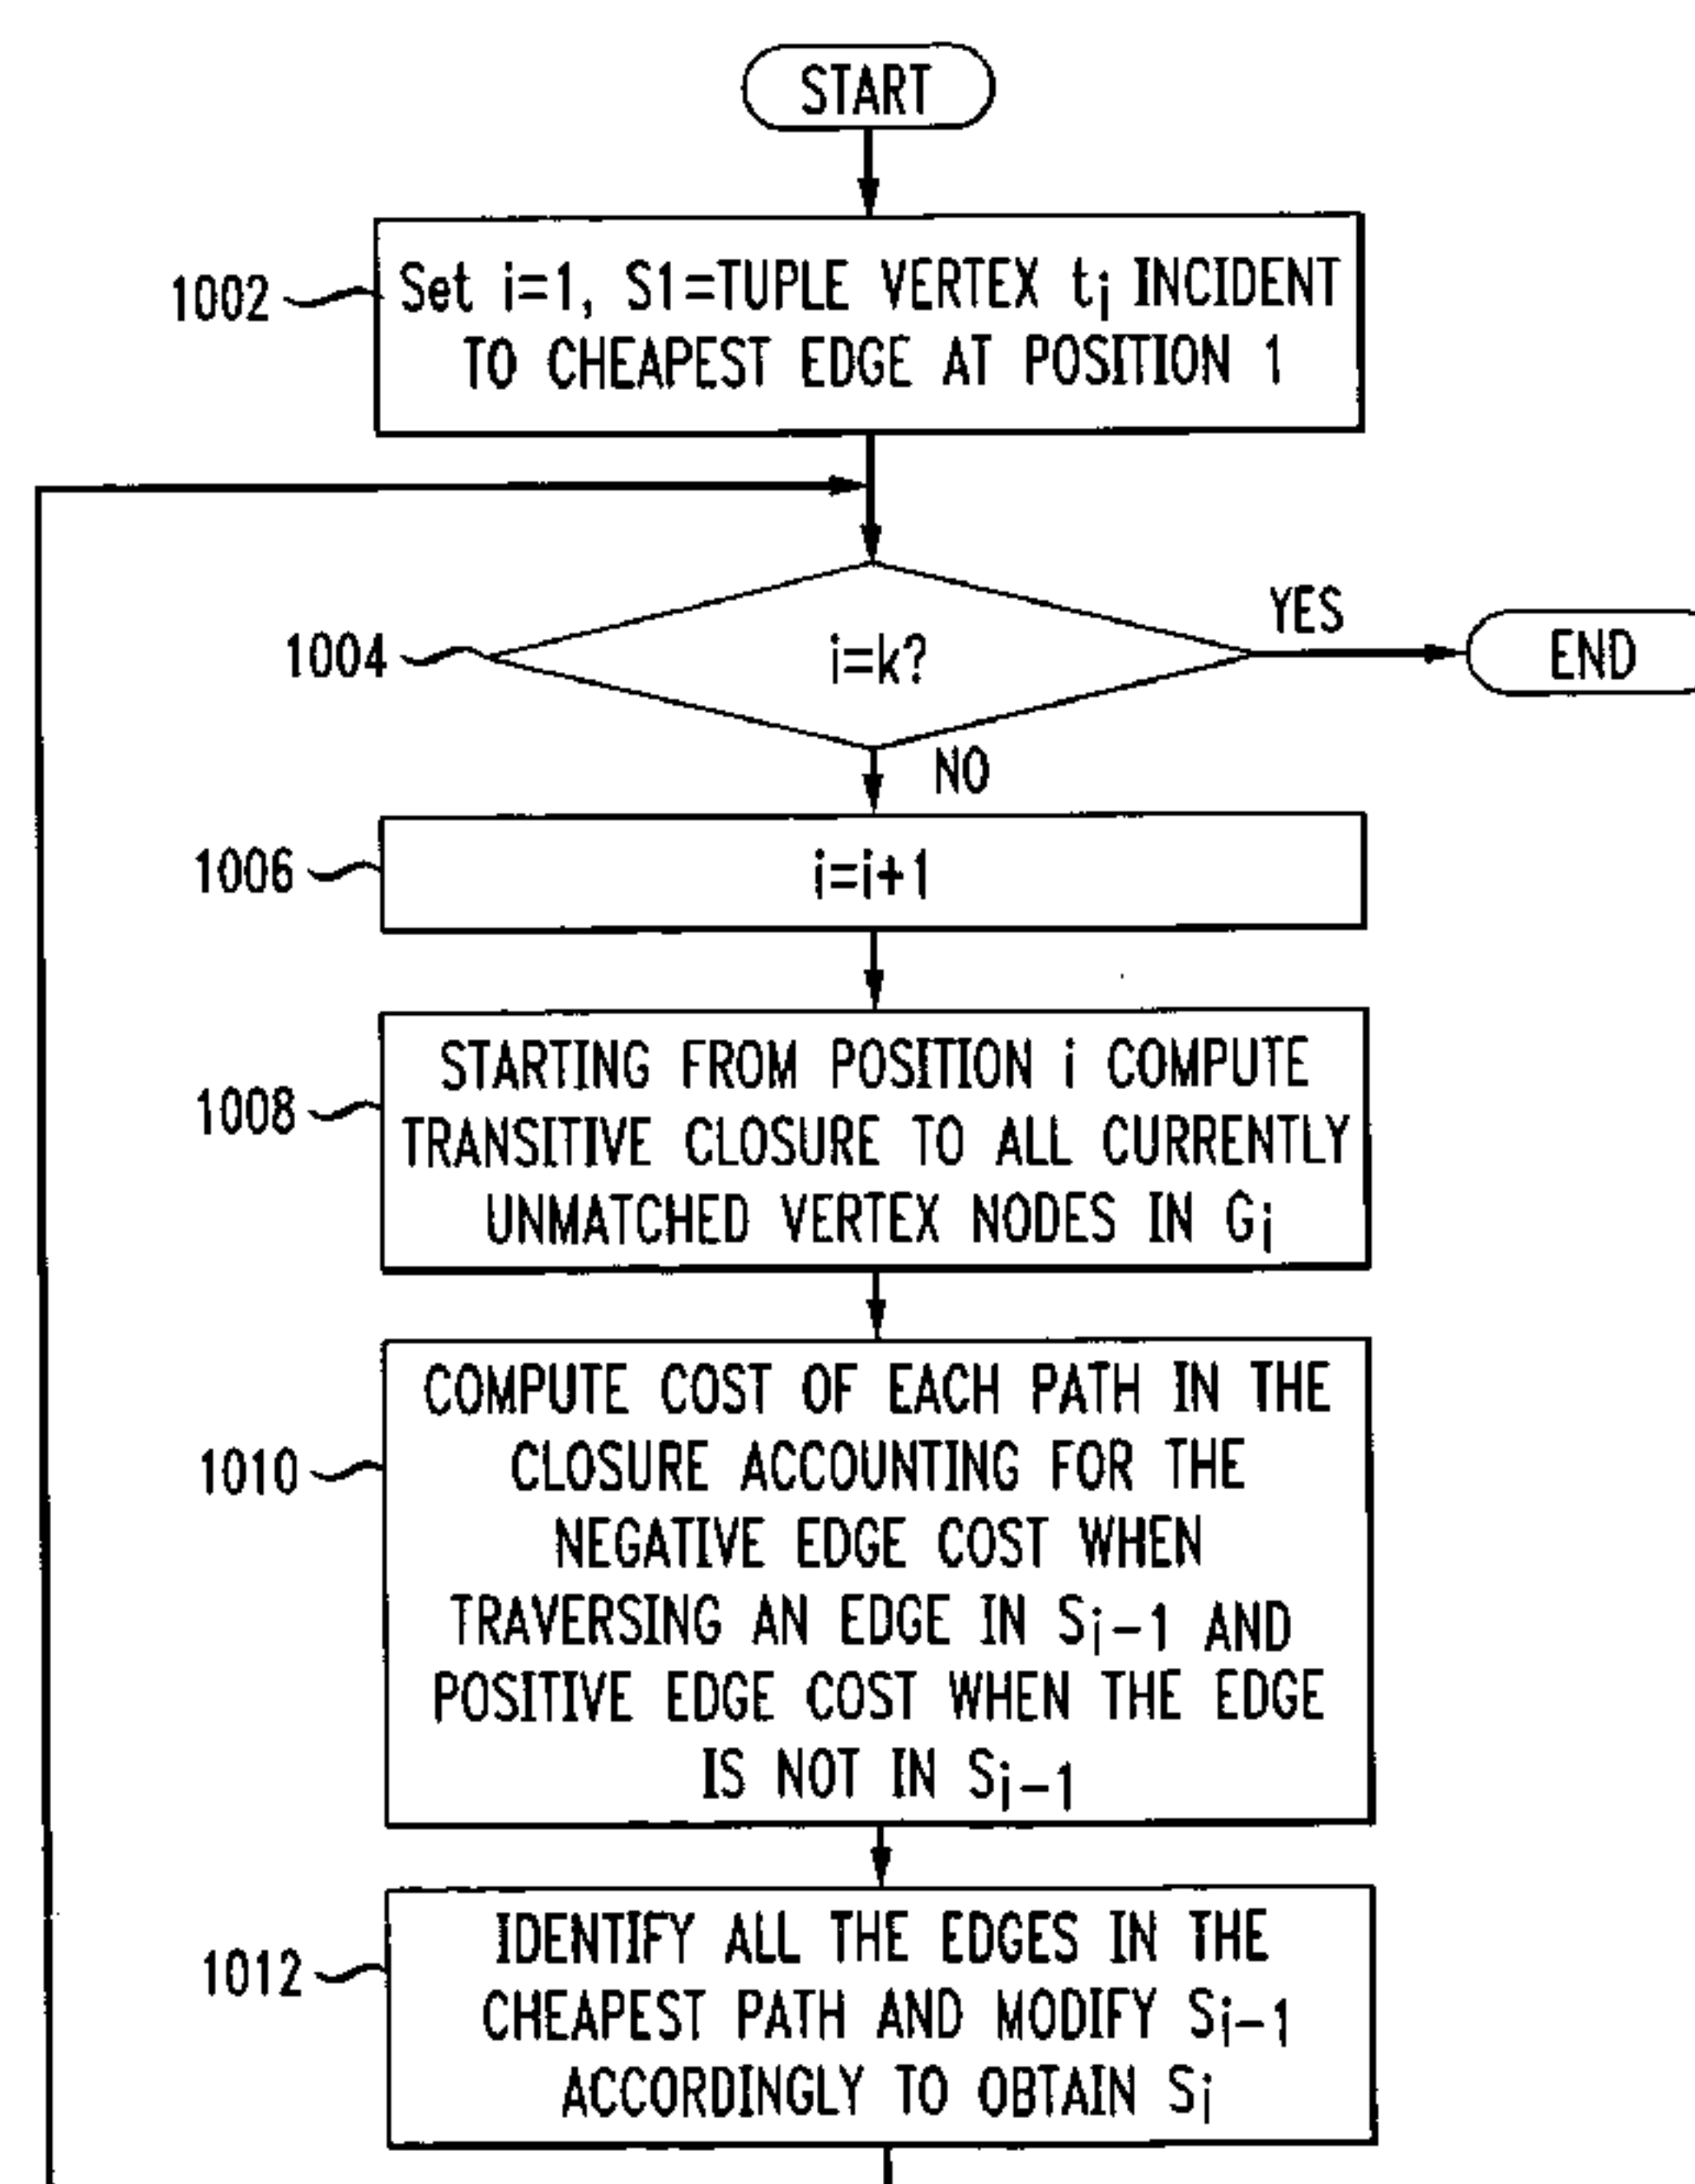 START
1002
Set i=1, S1=TUPLE VERTEX ti INCIDENT
TO CHEAPEST EDGE AT POSITION 1
1004
i=k?
YES
END
NO
1006
i=i+1
1008
STARTING FROM POSITION i COMPUTE
TRANSITIVE CLOSURE TO ALL CURRENTLY
UNMATCHED VERTEX NODES IN Gi
1010
COMPUTE COST OF EACH PATH IN THE
CLOSURE ACCOUNTING FOR THE
NEGATIVE EDGE COST WHEN
TRAVERSING AN EDGE IN Si-1 AND
POSITIVE EDGE COST WHEN THE EDGE
IS NOT IN Si-1
1012
IDENTIFY ALL THE EDGES IN THE
CHEAPEST PATH AND MODIFY Si-1
ACCORDINGLY TO OBTAIN Si